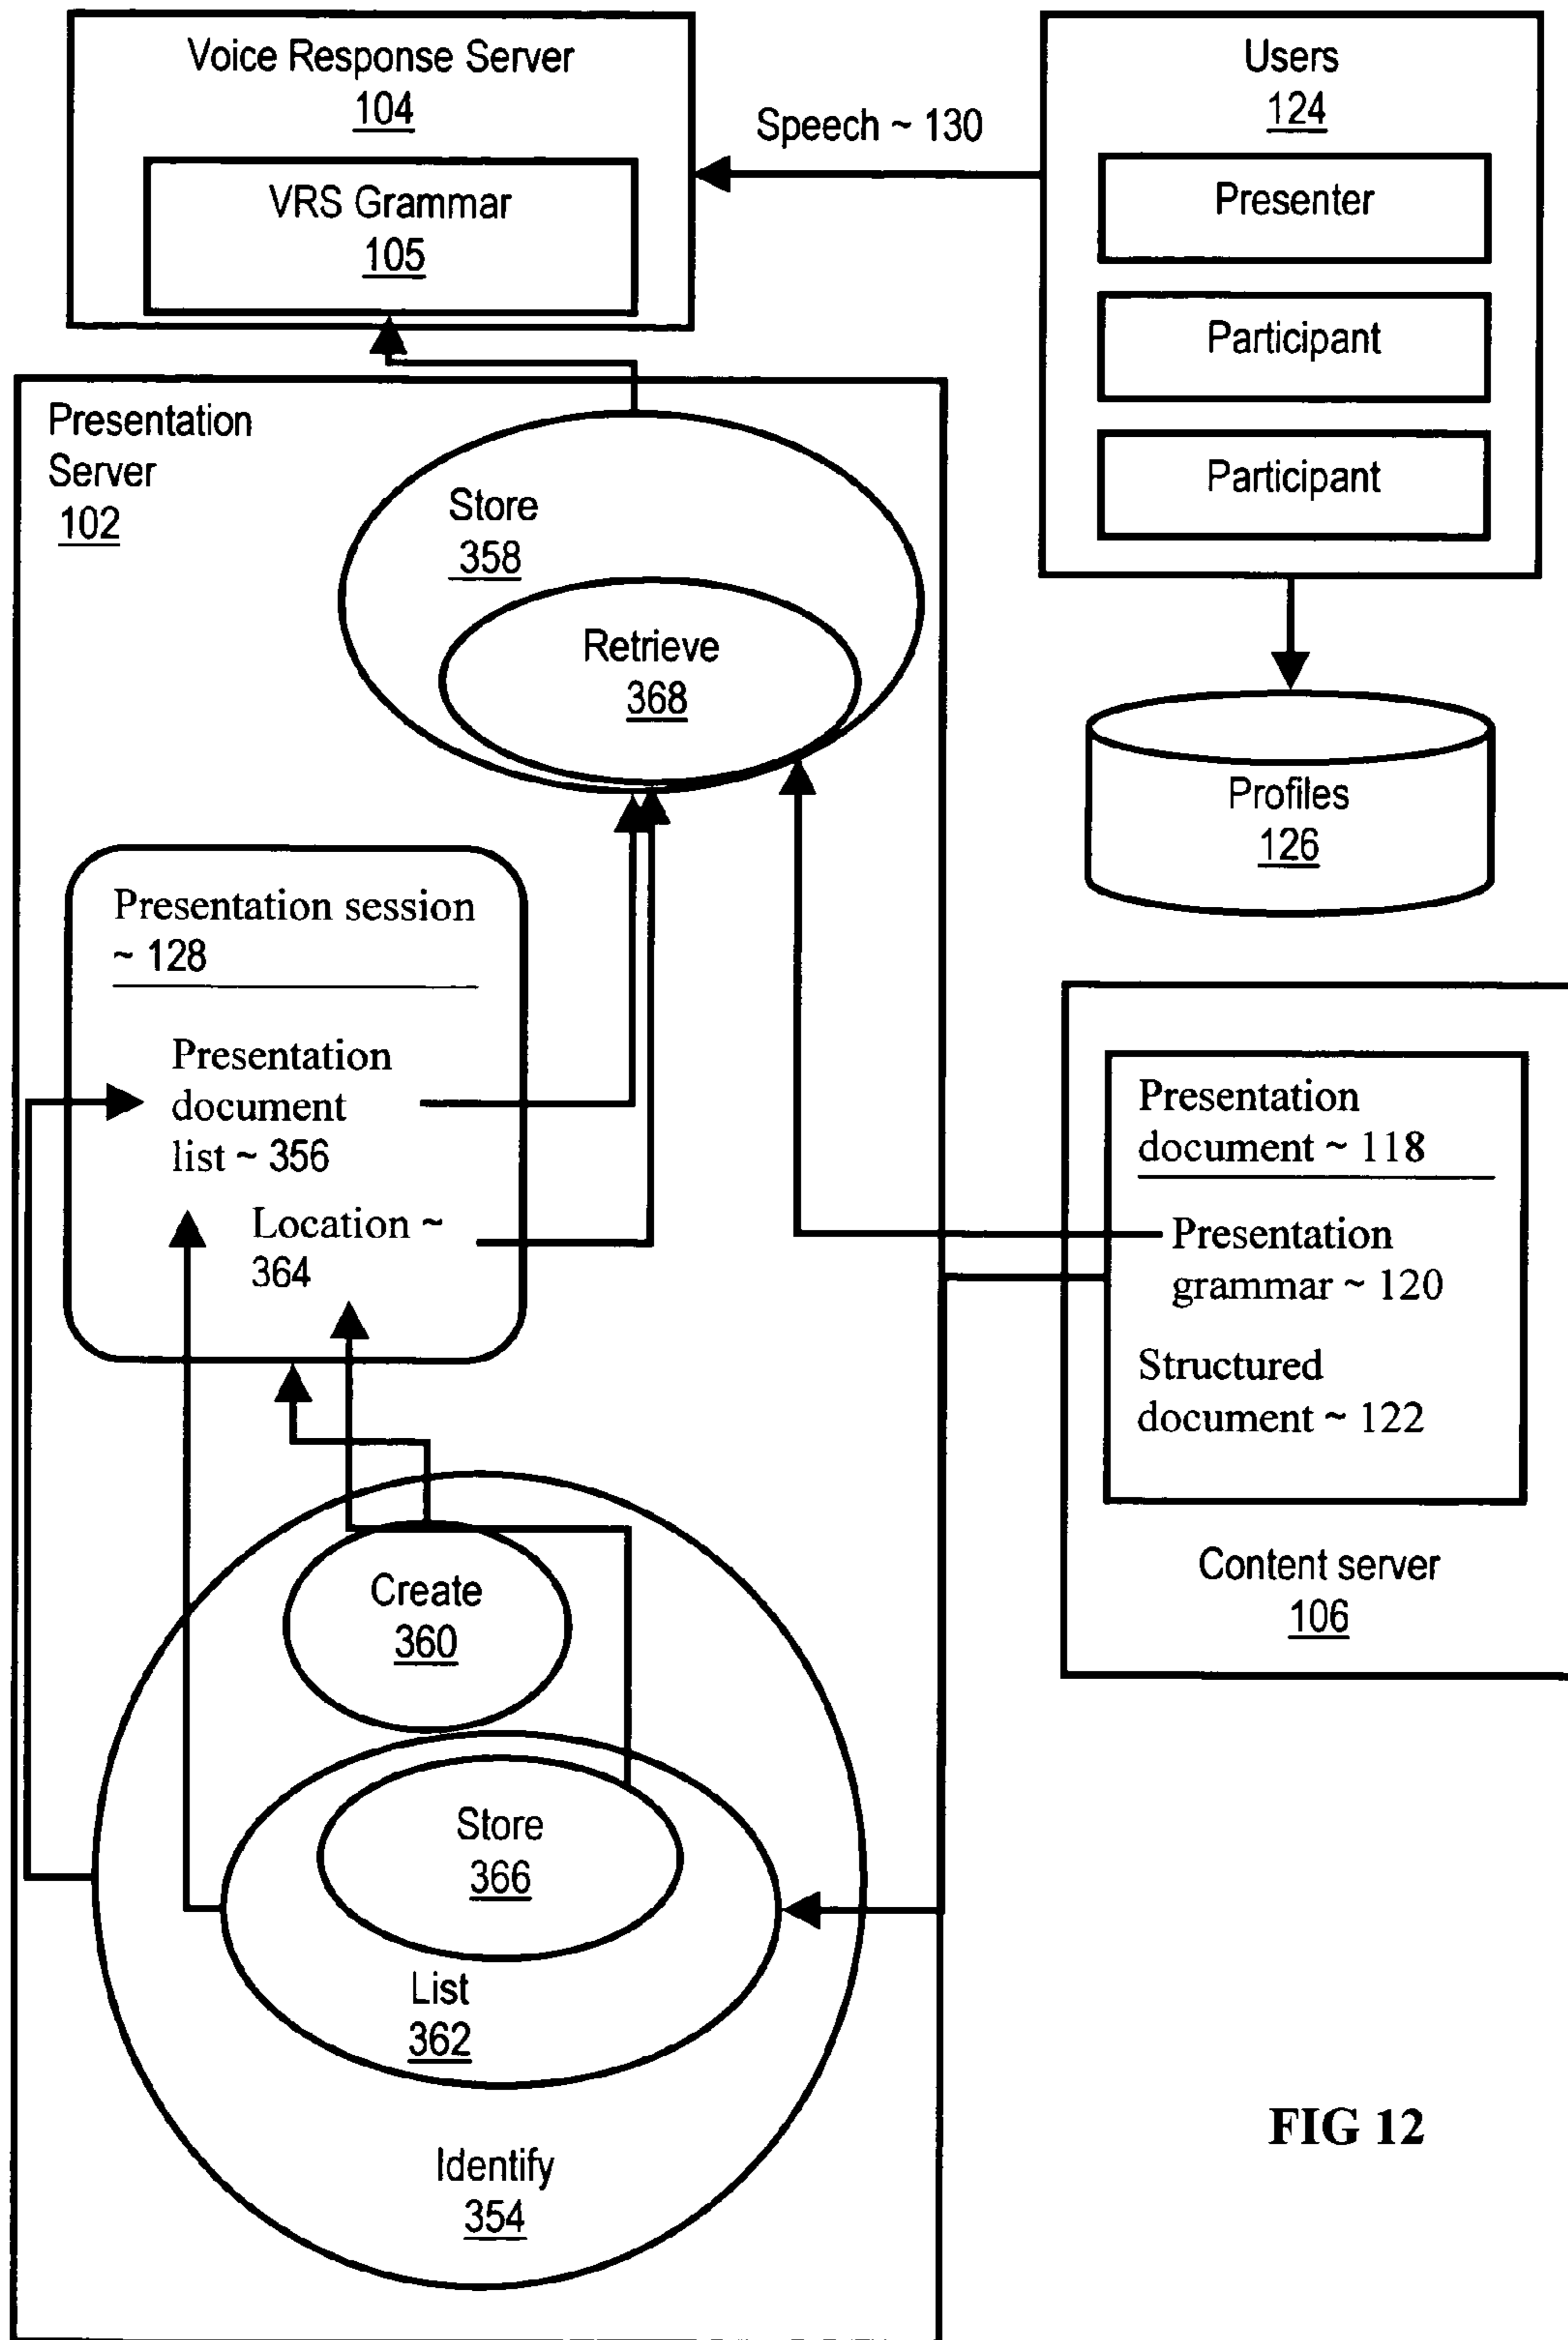 Voice Response Server
104
VRS Grammar
105
Speech ~ 130
Users
124
Presenter
Participant
Participant
Profiles
126
Presentation
Server
102
Store
358
Retrieve
368
Presentation session
~ 128
Presentation
document
list ~ 356
Location ~
364
Presentation
document ~ 118
Presentation
grammar ~ 120
Structured
document ~ 122
Content server
106
Create
360
Store
366
List
362
Identify
354
FIG 12